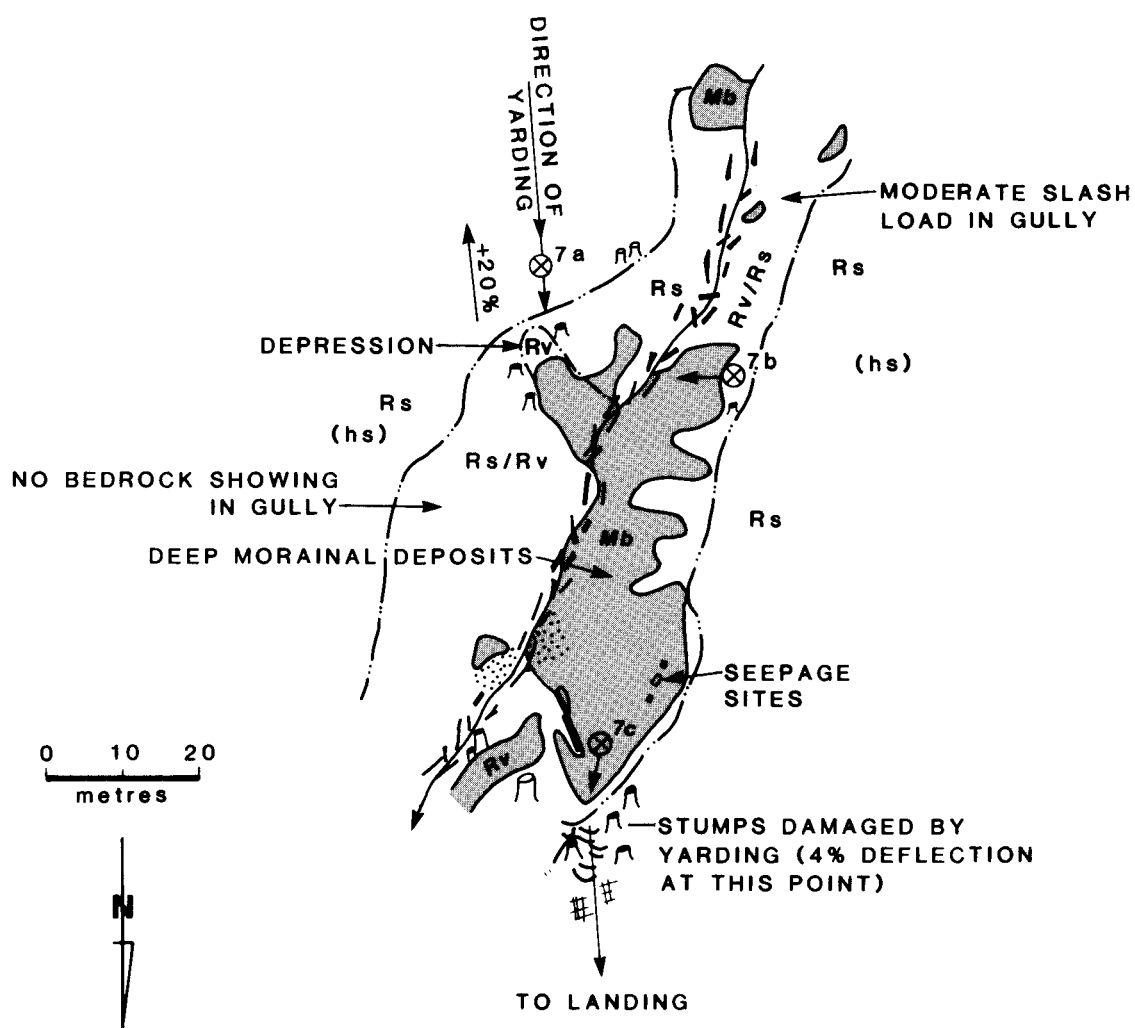 DIRECTION OF
YARDING
Mb
MODERATE SLASH
LOAD IN GULLY
7a
+20%
Rs
Rv/Rs
Rs
DEPRESSION
Rv
7b
(hs)
Rs
(hs)
Rs/Rv
NO BEDROCK SHOWING
IN GULLY
Rs
Mb
DEEP MORAINAL DEPOSITS
SEEPAGE
SITES
7c
0 10 20
metres
Rv
STUMPS DAMAGED BY
YARDING (4% DEFLECTION
AT THIS POINT)
N
TO LANDING